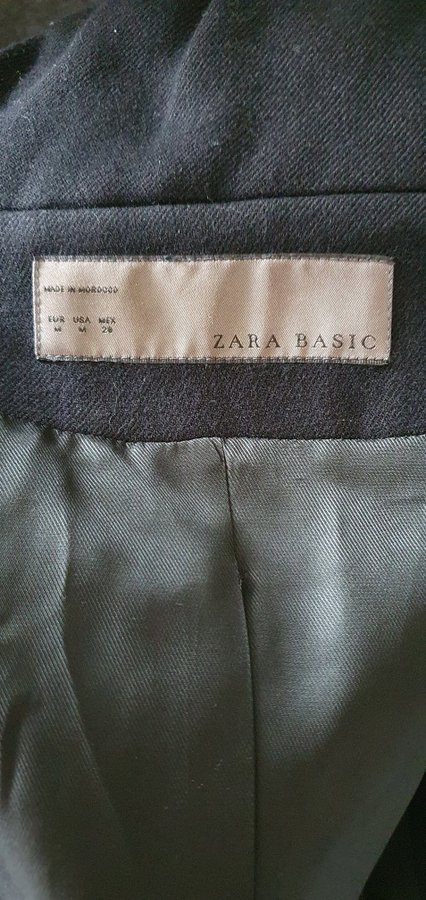 MADE IN MOROCCO
EUR USA MEX
M M 28
ZARA BASIC